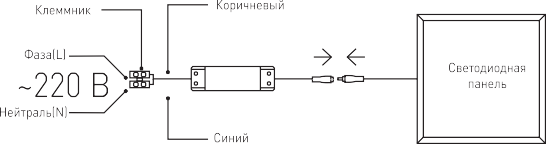 Клеммник
Коричневый
Фаза(L)
~220 В
Нейтраль(N)
Синий
Светодиодная
панель